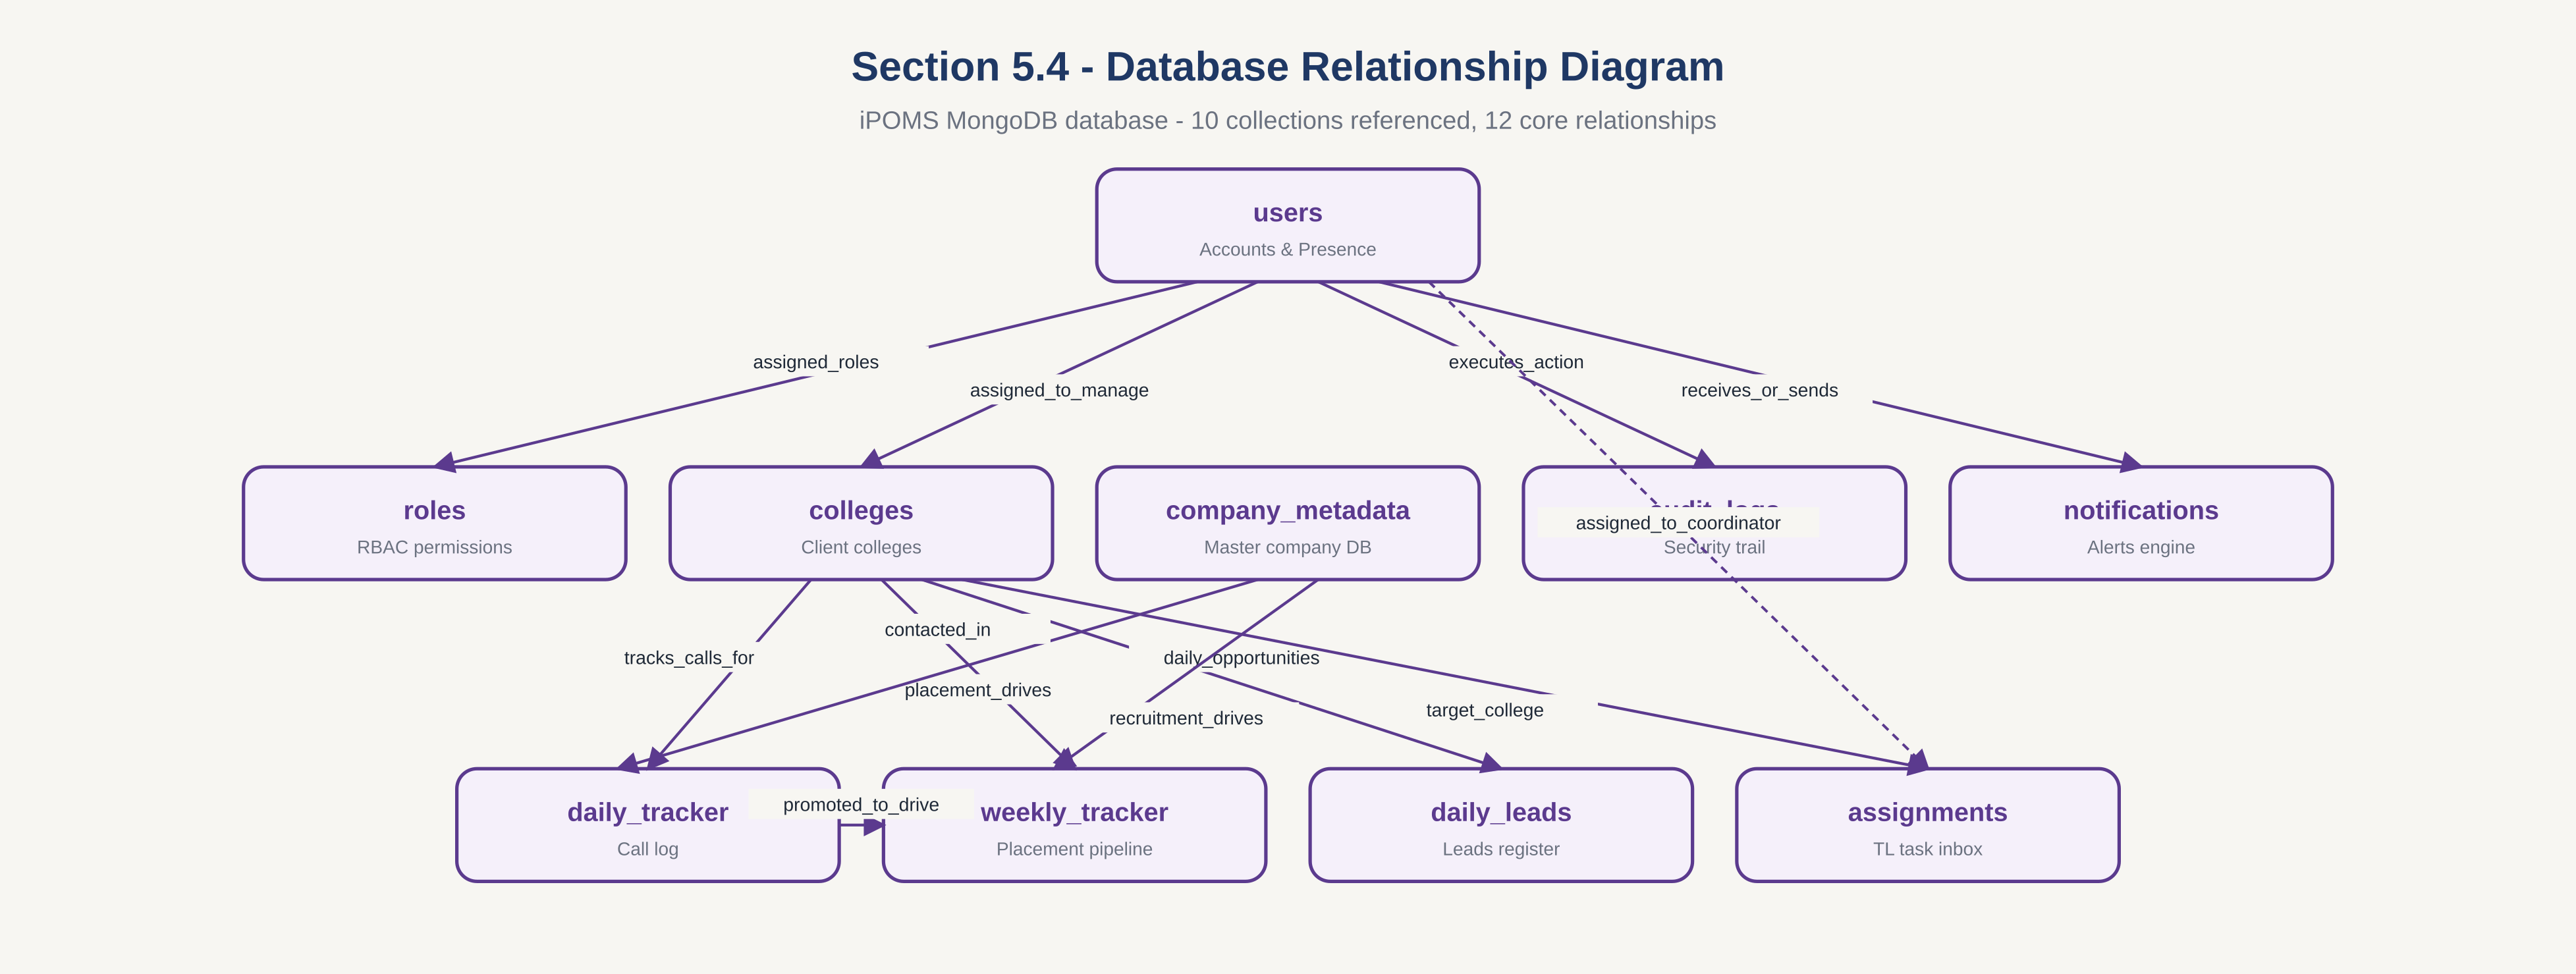 Section 5.4 - Database Relationship Diagram
iPOMS MongoDB database - 10 collections referenced, 12 core relationships
users
Accounts & Presence
assigned_roles
executes_action
assigned_to_manage
receives_or_sends
roles
RBAC permissions
colleges
Client colleges
company_metadata
Master company DB
assigned_to_coordinator
Security trail
notifications
Alerts engine
contacted_in
tracks_calls_for
daily_opportunities
placement_drives
recruitment_drives
target_college
daily_tracker
Call log
promoted_to_drive
weekly_tracker
Placement pipeline
daily_leads
Leads register
assignments
TL task inbox